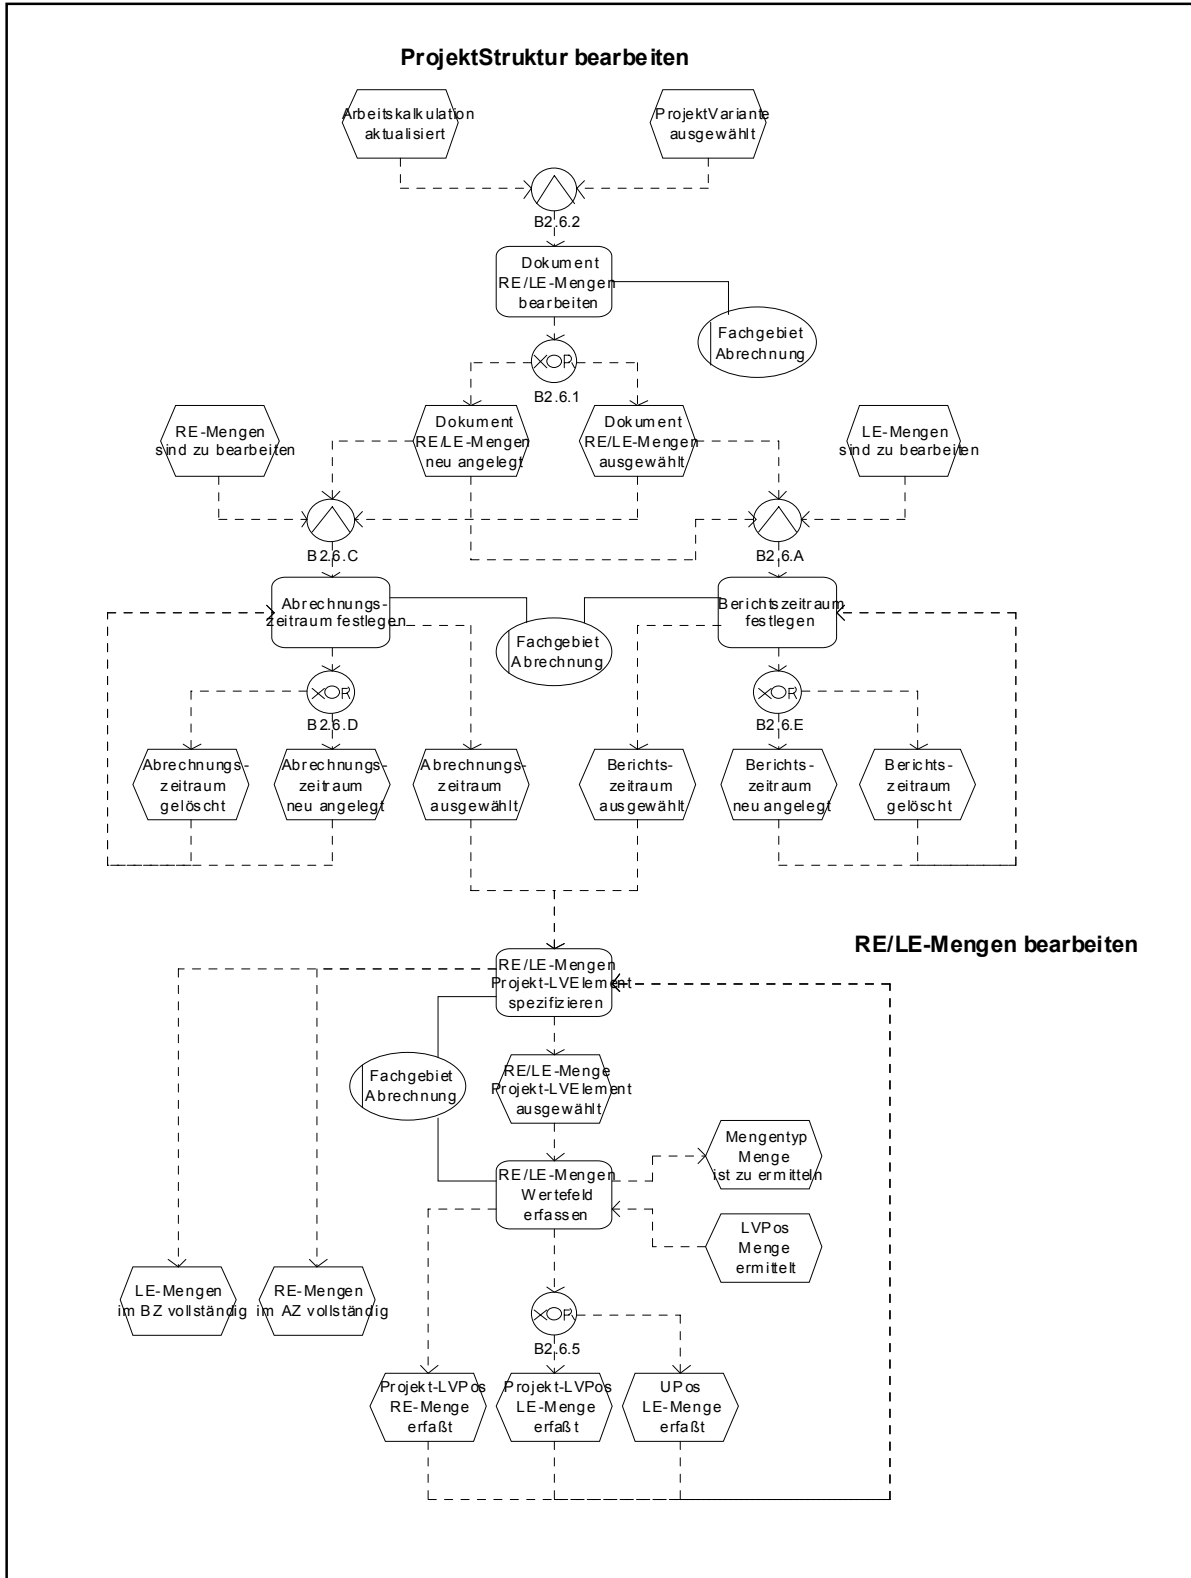 ProjektStruktur bearbeiten
Arbeitskalkulation
aktualisiert
ProjektVariante
ausgewählt
B2.6.2
Dokument
RE/LE-Mengen
bearbeiten
Fachgebiet
Abrechnung
XOR
B2.6.1
RE-Mengen
sind zu bearbeiten
Dokument
RE/LE-Mengen
neu angelegt
Dokument
RE/LE-Mengen
ausgewählt
LE-Mengen
sind zu bearbeiten
B2.6.C
B2.6.A
Abrechnungs-
zeitraum festlegen
Fachgebiet
Abrechnung
Berichtszeitraum
festlegen
XOR
B2.6.D
XOR
B2.6.E
Abrechnungs-
zeitraum
gelöscht
Abrechnungs-
zeitraum
neu angelegt
Abrechnungs-
zeitraum
ausgewählt
Berichts-
zeitraum
ausgewählt
Berichts-
zeitraum
neu angelegt
Berichts-
zeitraum
gelöscht
RE/LE-Mengen bearbeiten
RE/LE-Mengen
Projekt-LVElement
spezifizieren
Fachgebiet
Abrechnung
RE/LE-Menge
Projekt-LVElement
ausgewählt
Mengentyp
Menge
ist zu ermitteln
RE/LE-Mengen
Wertefeld
erfassen
LVPos
Menge
ermittelt
LE-Mengen
im BZ vollständig
RE-Mengen
im AZ vollständig
XOR
B2.6.5
Projekt-LVPos
RE-Menge
erfaßt
Projekt-LVPos
LE-Menge
erfaßt
UPos
LE-Menge
erfaßt